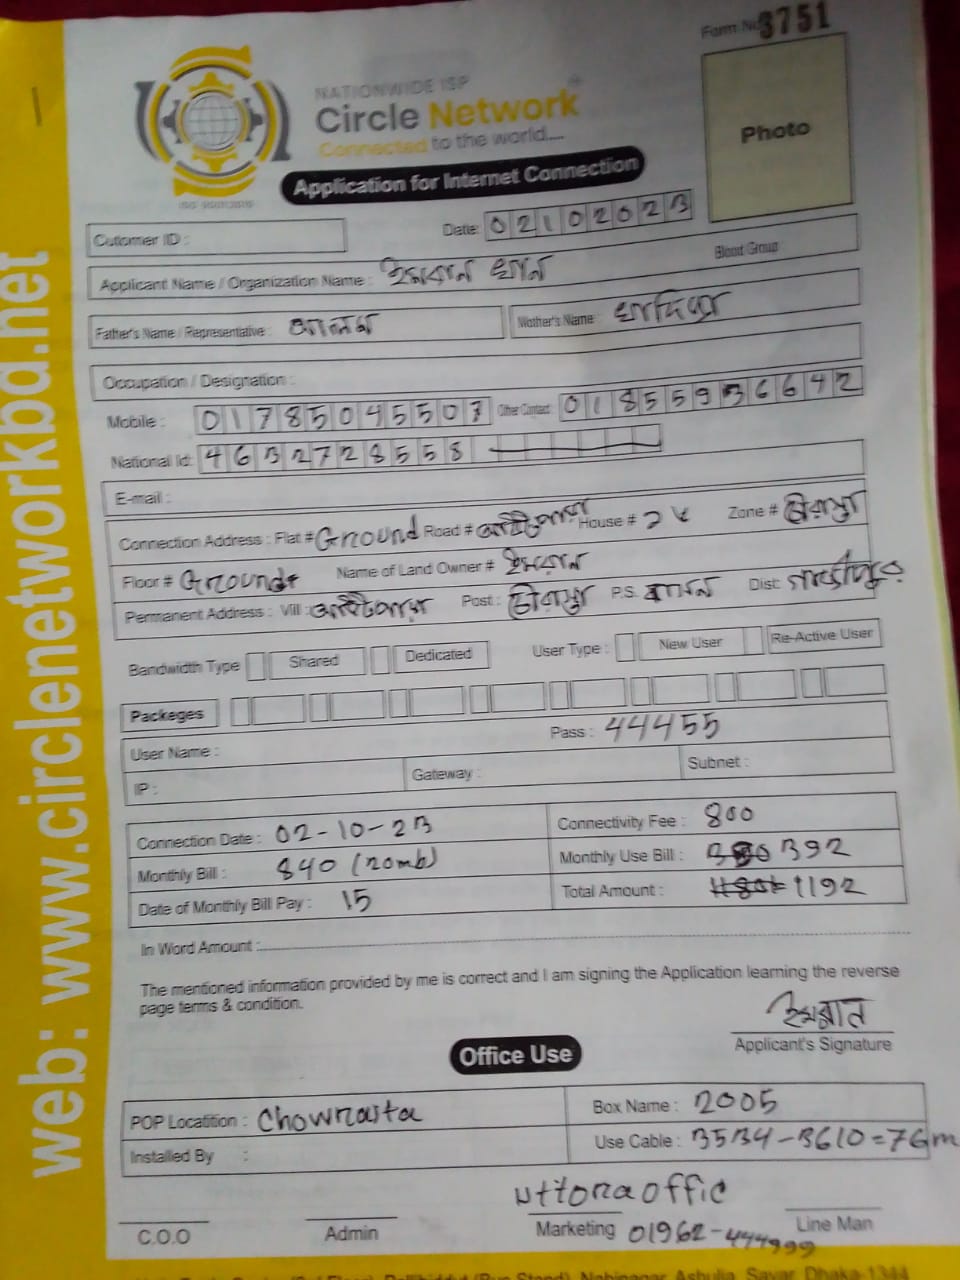 Form No 3751
NATIONWIDE ISP
Circle Network
Connected to the world....
Photo
Application for Internet Connection
Cutomer ID :
Date: 02102023
Applicant Name / Organization Name : ইমরান খান
Blood Group
Father's Name / Representative :
Mother's Name:
Occupation / Designation :
Mobile : 01785045507 Other Contact: 01855936642
National Id: 4632728558
E-mail :
Connection Address : Flat # Ground Road # House # Zone #
Floor # Ground Name of Land Owner # ইমরান
Permanent Address : Vill : Post : P.S. Dist:
Bandwidth Type Shared Dedicated User Type : New User Re-Active User
Packeges
User Name : Pass : 44455
IP : Gateway : Subnet :
Connection Date : 02-10-23 Connectivity Fee : 800
Monthly Bill : 840 (20mb) Monthly Use Bill : 392
Date of Monthly Bill Pay : 15 Total Amount : 1192
In Word Amount :
The mentioned information provided by me is correct and I am signing the Application learning the reverse
page terms & condition.
ইমরান
Applicant's Signature
Office Use
POP Locatition : Chowrasta Box Name : 2005
Installed By : Use Cable : 3534-3610=76m
uttora offic
C.O.O Admin Marketing 01962-444999 Line Man
web: www.circlenetworkbd.net